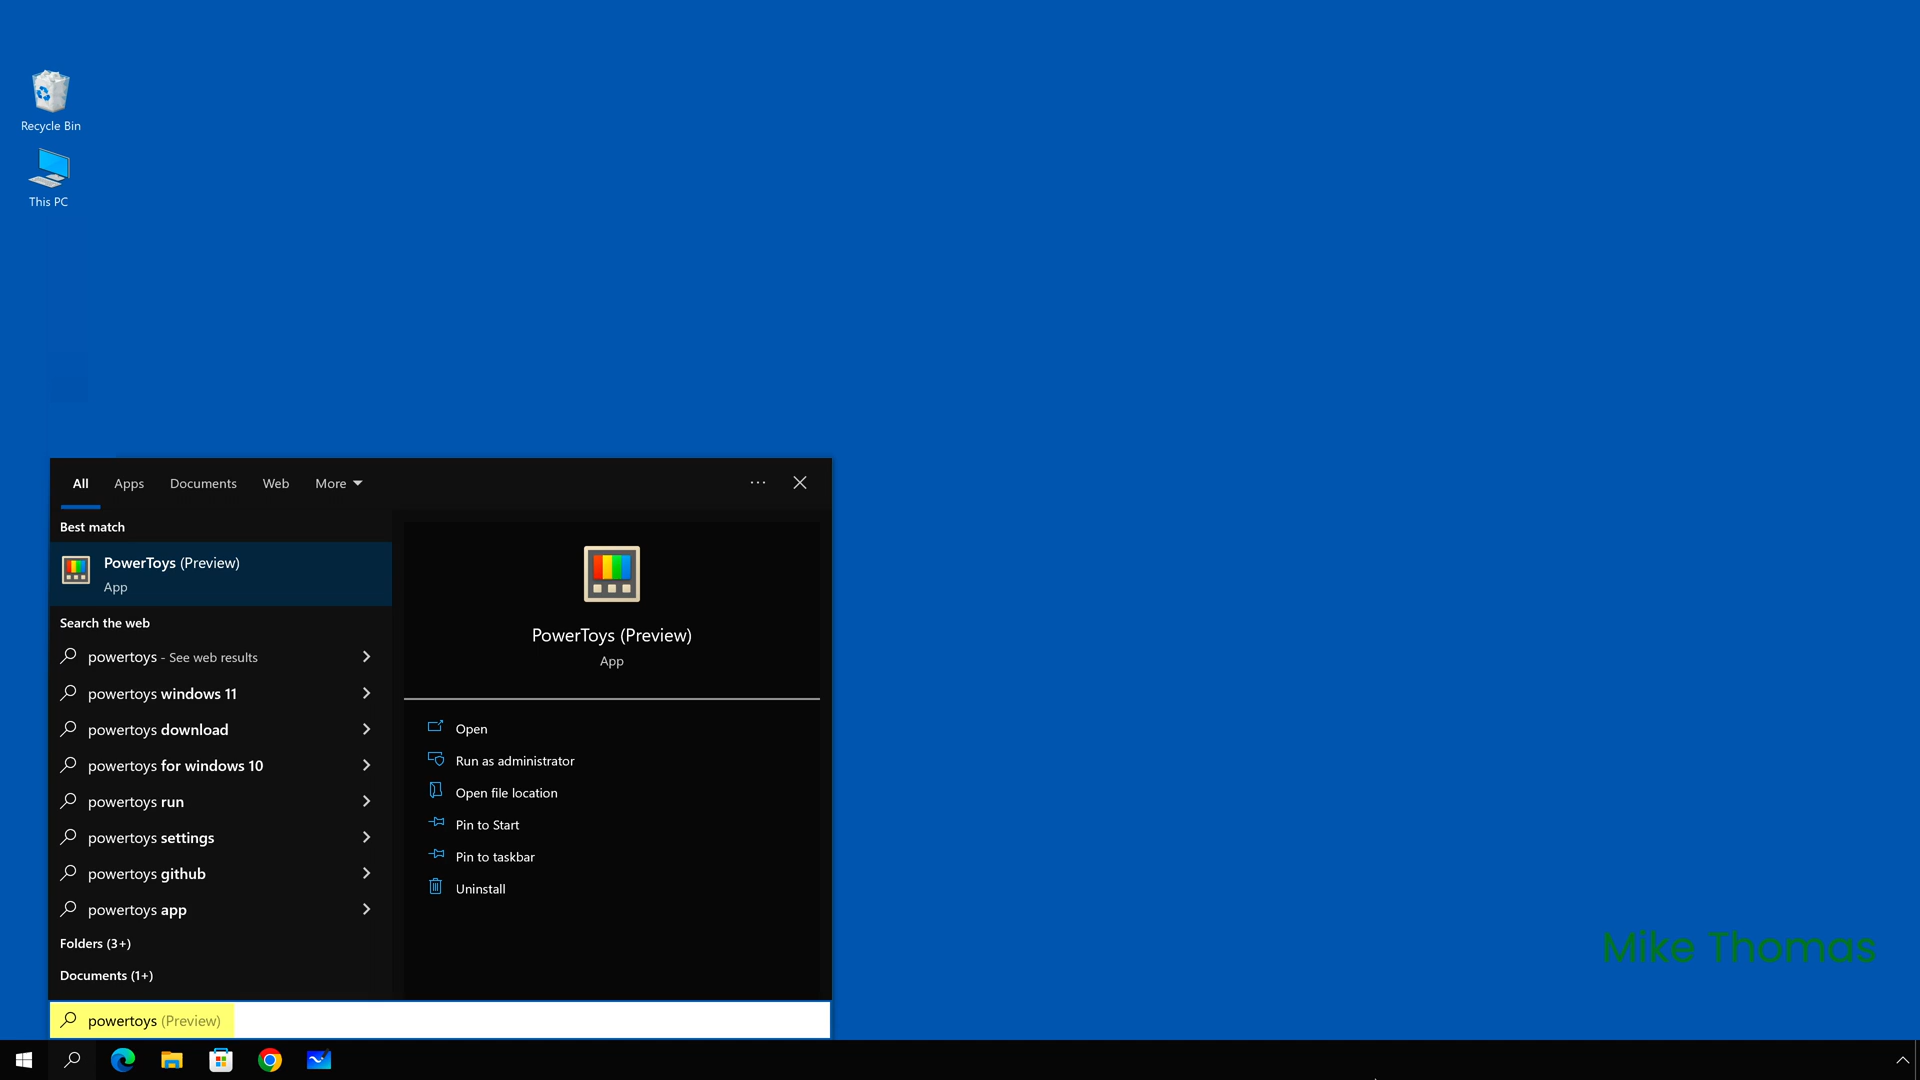 Recycle Bin
This PC
All Apps Documents Web More
Best match
PowerToys (Preview)
App
Search the web
powertoys - See web results
powertoys windows 11
powertoys download
powertoys for windows 10
powertoys run
powertoys settings
powertoys github
powertoys app
Folders (3+)
Documents (1+)
PowerToys (Preview)
App
Open
Run as administrator
Open file location
Pin to Start
Pin to taskbar
Uninstall
powertoys (Preview)
Mike Thomas